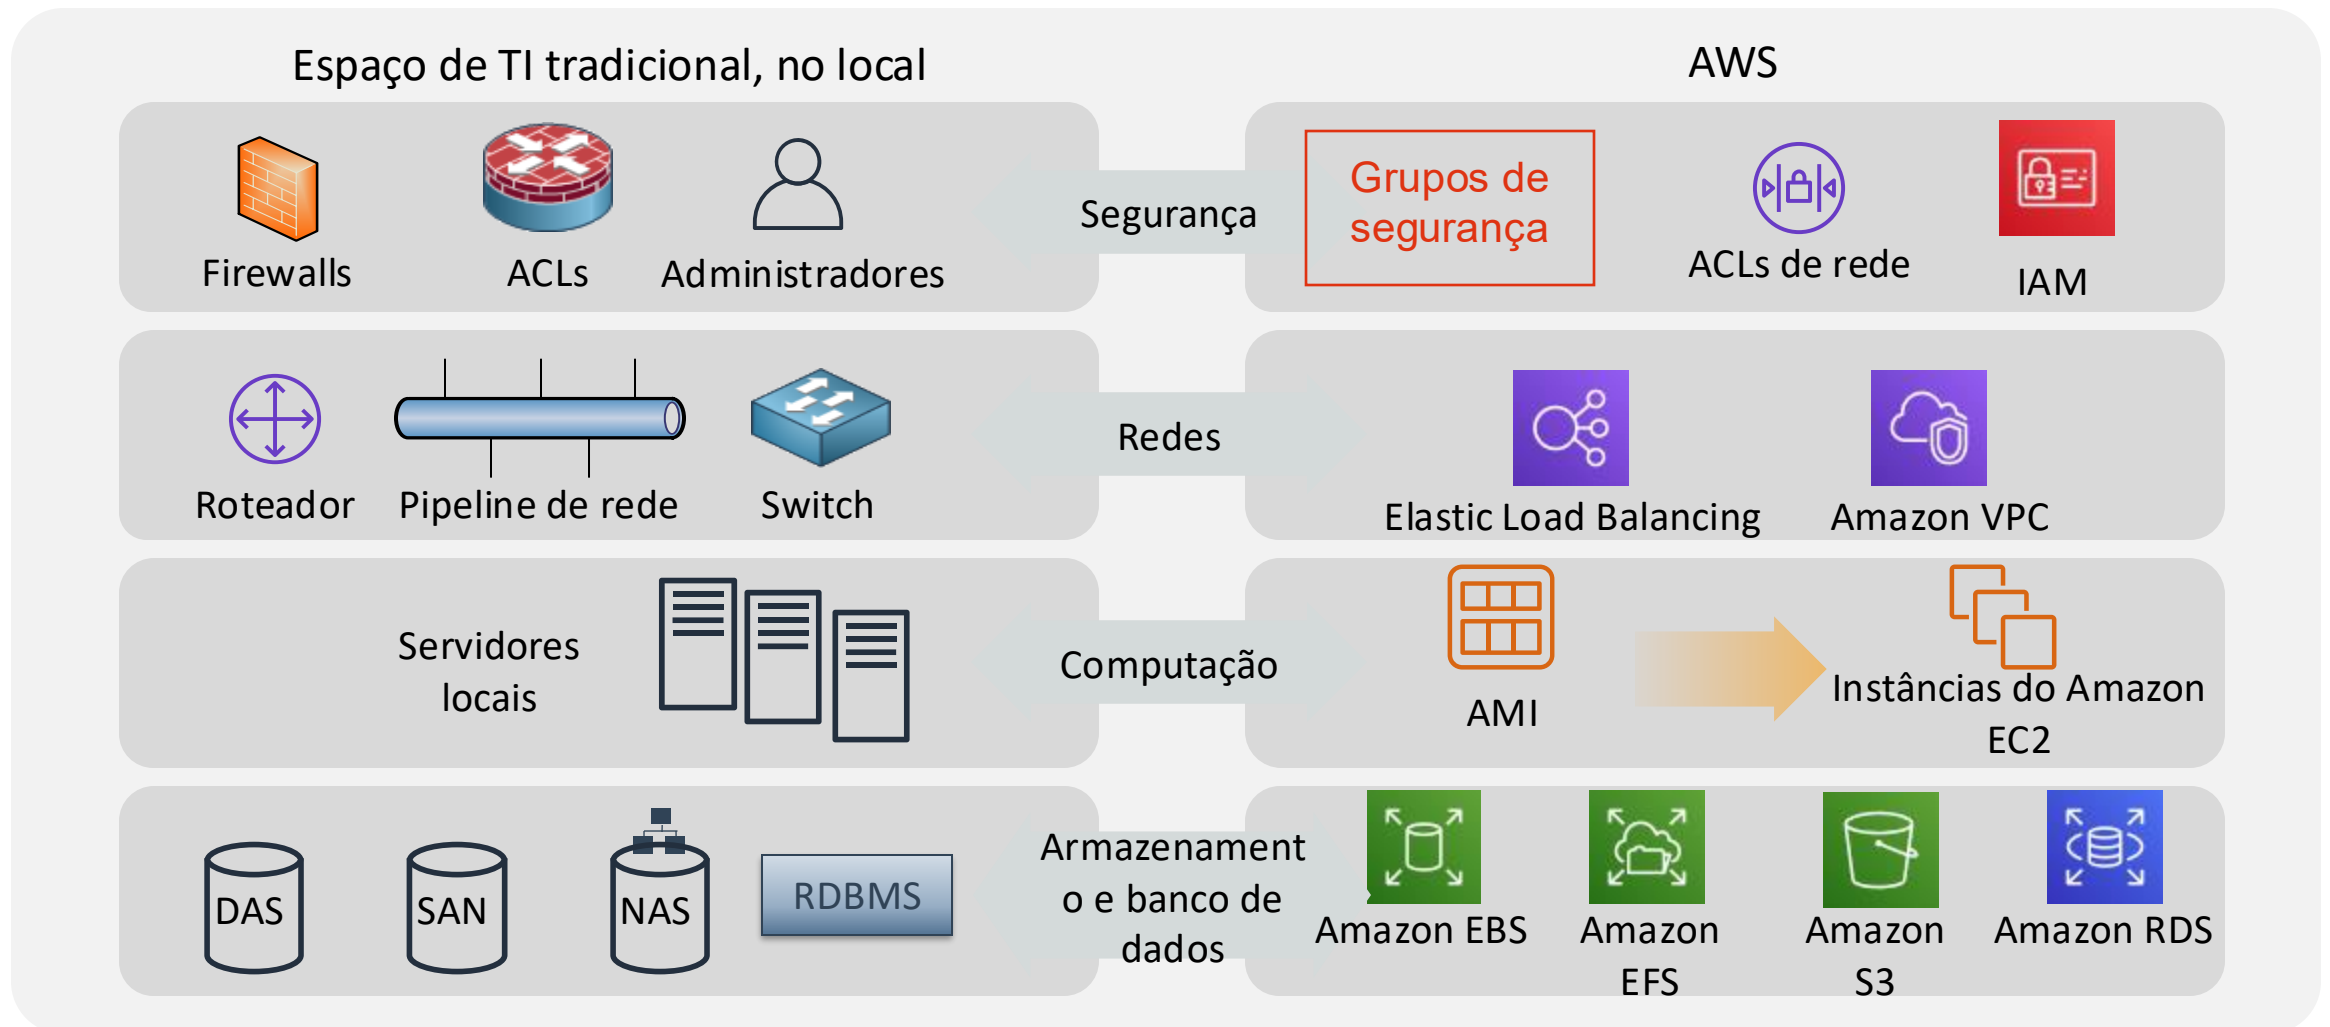 Espaço de TI tradicional, no local
AWS
Firewalls
ACLs
Administradores
Segurança
Grupos de
segurança
ACLs de rede
IAM
Roteador
Pipeline de rede
Switch
Redes
Elastic Load Balancing
Amazon VPC
Servidores
locais
Computação
AMI
Instâncias do Amazon
EC2
DAS
SAN
NAS
RDBMS
Armazenament
o e banco de
dados
Amazon EBS
Amazon
EFS
Amazon
S3
Amazon RDS